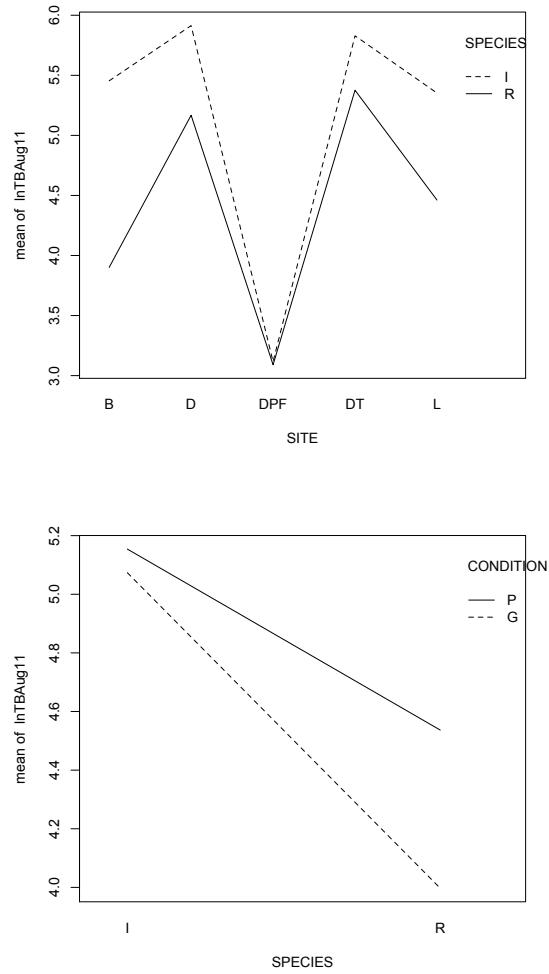 mean of lnTBAug11
6.0
5.5
5.0
4.5
4.0
3.5
3.0
SPECIES
I
R
B D DPF DT L
SITE
mean of lnTBAug11
5.2
5.0
4.8
4.6
4.4
4.2
4.0
CONDITION
P
G
I R
SPECIES